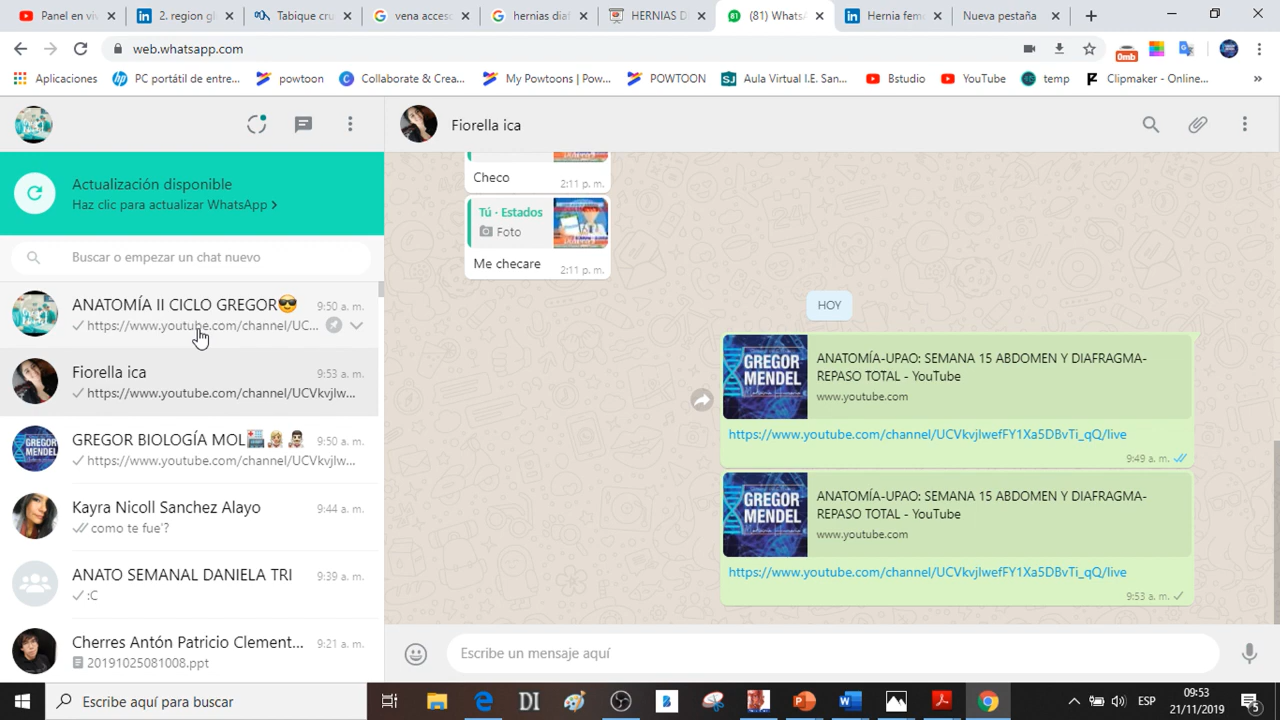 Panel en viv
2. region gl
Tabique cru
vena acceso
hernias diaf
HERNIAS D
(81) WhatsA
Hernia fem
Nueva pestaña
web.whatsapp.com
0mb
Aplicaciones
PC portátil de entre...
powtoon
Collaborate & Crea...
My Powtoons | Pow...
POWTOON
Aula Virtual I.E. San...
Bstudio
YouTube
temp
Clipmaker - Online...
Fiorella ica
Actualización disponible
Haz clic para actualizar WhatsApp
Buscar o empezar un chat nuevo
ANATOMÍA II CICLO GREGOR😎 9:50 a. m.
https://www.youtube.com/channel/UC...
Fiorella ica 9:53 a. m.
https://www.youtube.com/channel/UCVkvjlw...
GREGOR BIOLOGÍA MOL🏥👩🏼👨🏻 9:50 a. m.
https://www.youtube.com/channel/UCVkvjlw...
Kayra Nicoll Sanchez Alayo 9:44 a. m.
como te fue'?
ANATO SEMANAL DANIELA TRI 9:39 a. m.
:C
Cherres Antón Patricio Clement... 9:21 a. m.
20191025081008.ppt
Checo
2:11 p. m.
Tú · Estados
Foto
Me checare
2:11 p. m.
HOY
GREGOR
MENDEL
ANATOMÍA-UPAO: SEMANA 15 ABDOMEN Y DIAFRAGMA-
REPASO TOTAL - YouTube
www.youtube.com
https://www.youtube.com/channel/UCVkvjlwefFY1Xa5DBvTi_qQ/live
9:49 a. m.
GREGOR
MENDEL
ANATOMÍA-UPAO: SEMANA 15 ABDOMEN Y DIAFRAGMA-
REPASO TOTAL - YouTube
www.youtube.com
https://www.youtube.com/channel/UCVkvjlwefFY1Xa5DBvTi_qQ/live
9:53 a. m.
Escribe un mensaje aquí
Escribe aquí para buscar
DI
ESP
09:53
21/11/2019
5